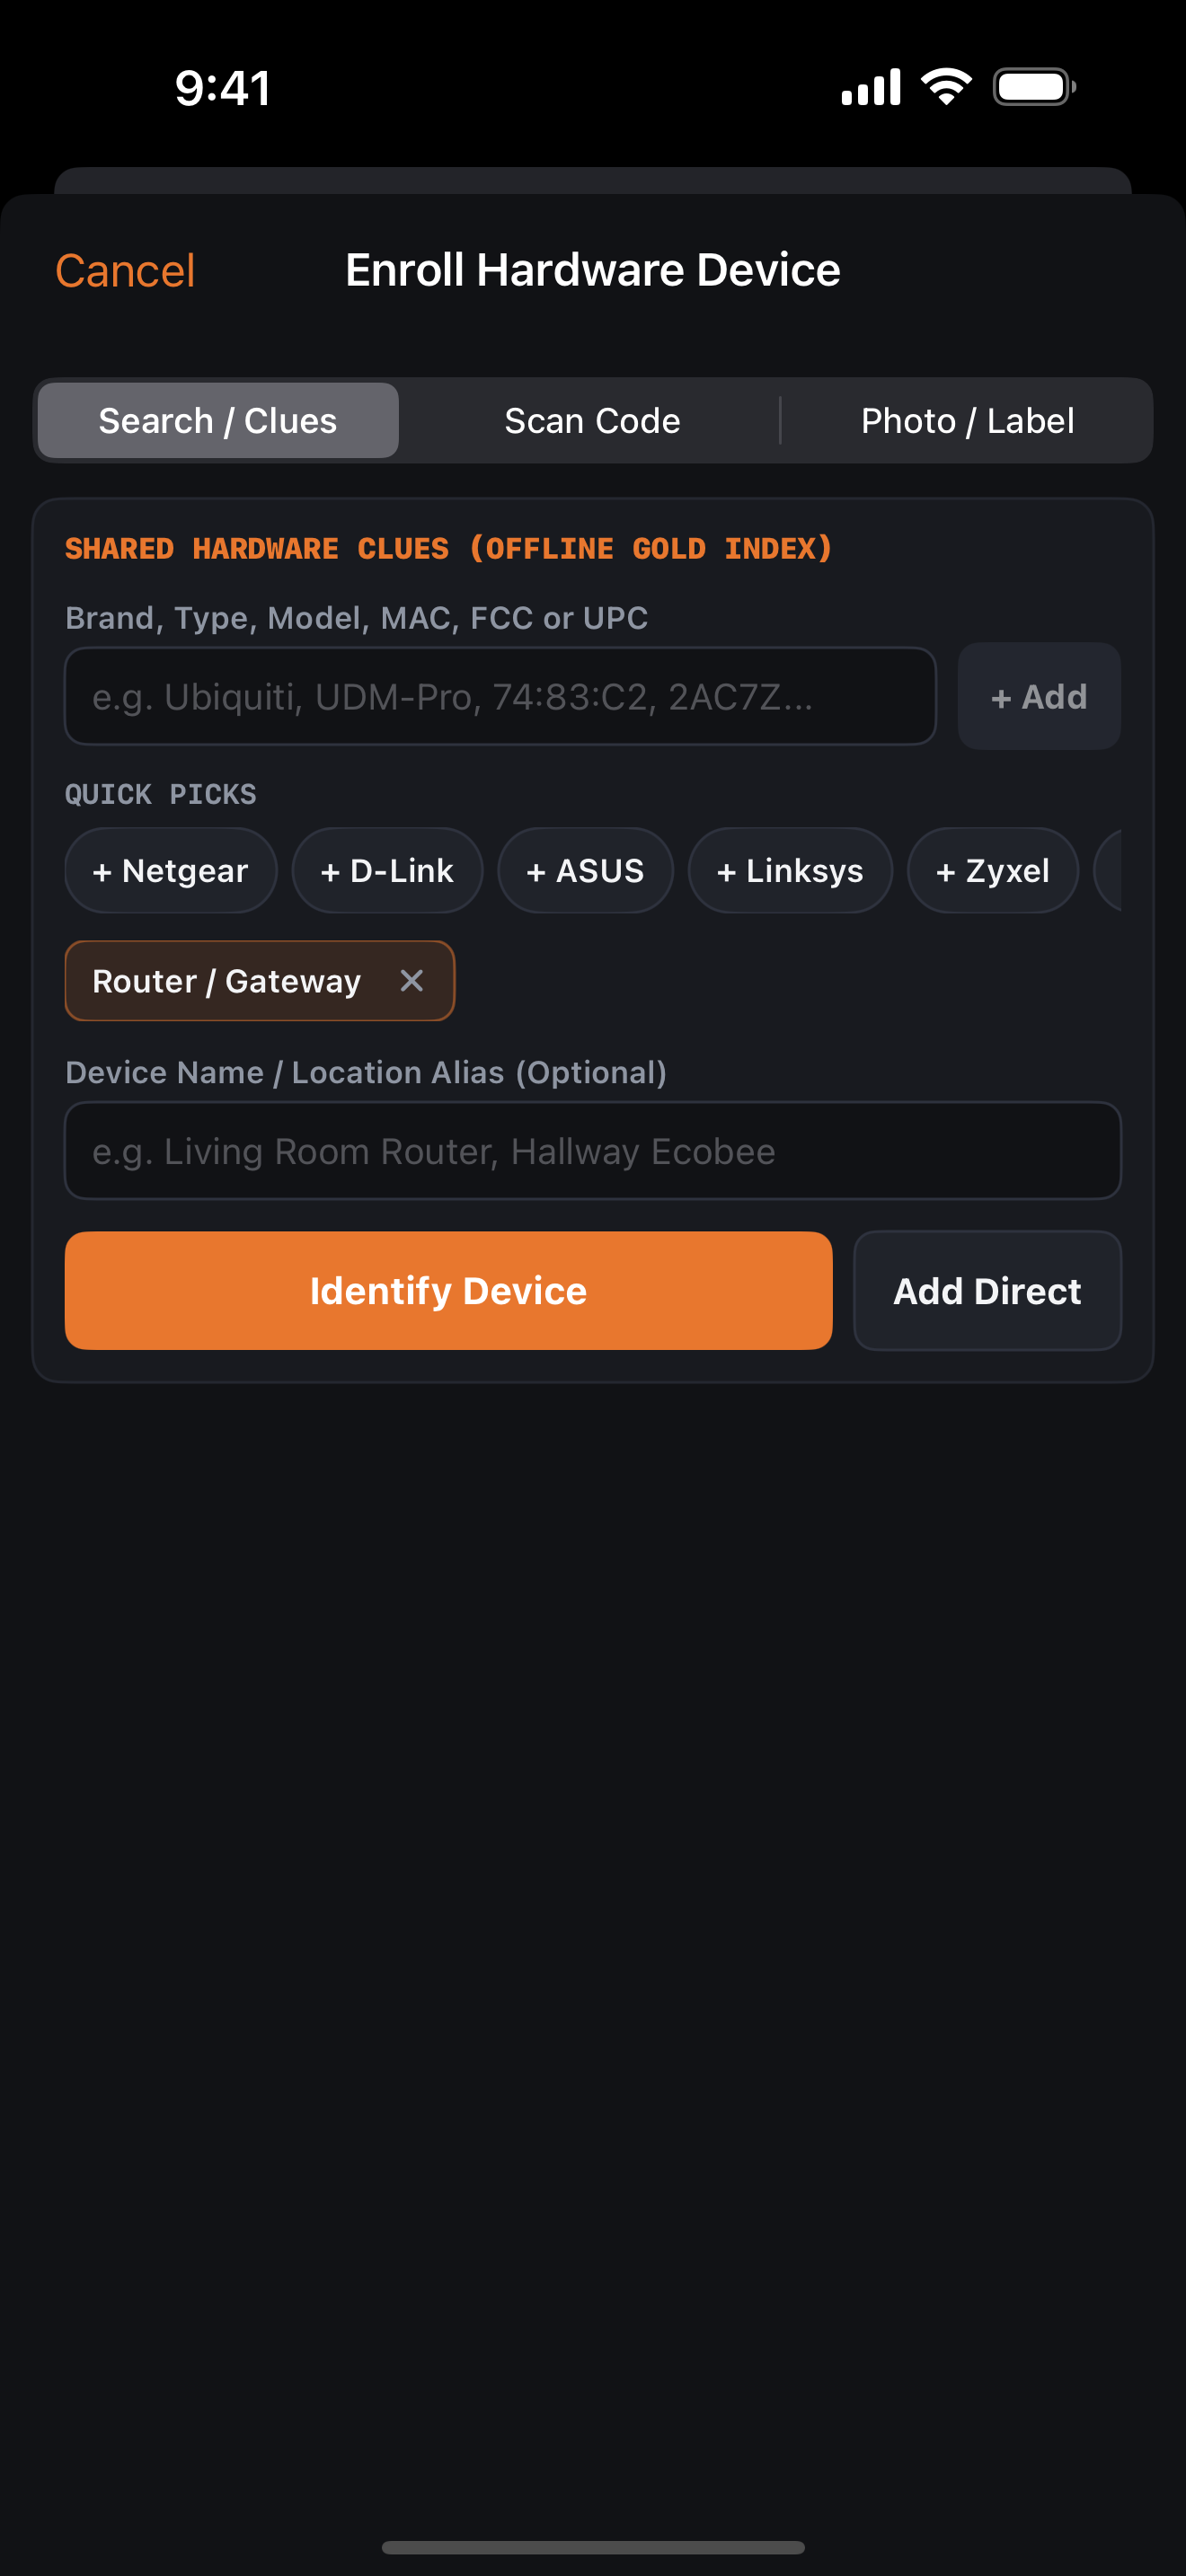 9:41
Cancel
Enroll Hardware Device
Search / Clues
Scan Code
Photo / Label
SHARED HARDWARE CLUES (OFFLINE GOLD INDEX)
Brand, Type, Model, MAC, FCC or UPC
e.g. Ubiquiti, UDM-Pro, 74:83:C2, 2AC7Z...
+ Add
QUICK PICKS
+ Netgear
+ D-Link
+ ASUS
+ Linksys
+ Zyxel
Router / Gateway ×
Device Name / Location Alias (Optional)
e.g. Living Room Router, Hallway Ecobee
Identify Device
Add Direct